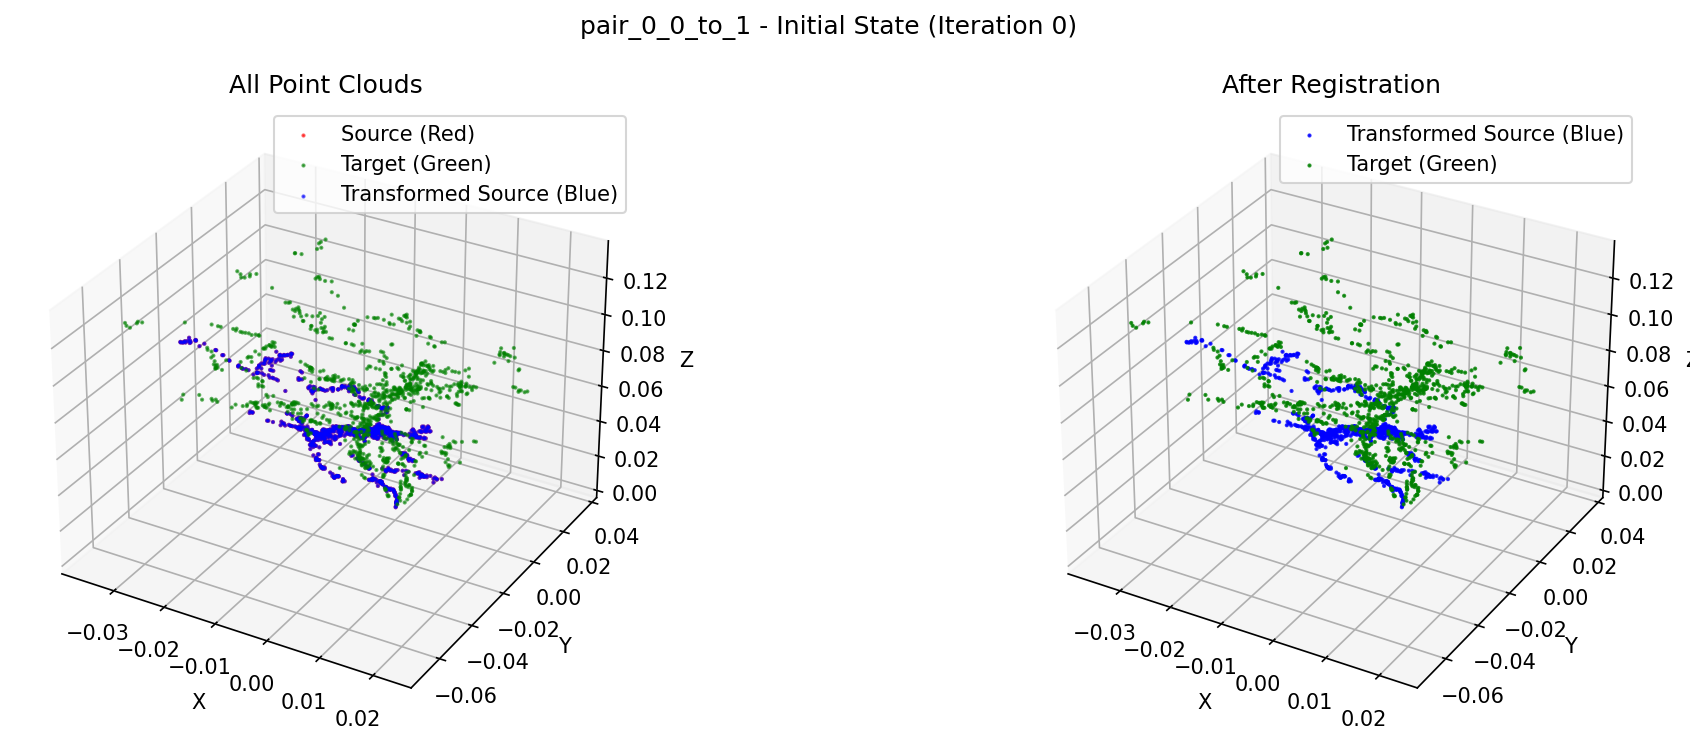 pair_0_0_to_1 - Initial State (Iteration 0)
All Point Clouds
Source (Red)
Target (Green)
Transformed Source (Blue)
0.12
0.10
0.08
0.06
0.04
0.02
0.00
Z
0.04
0.02
0.00
−0.02
−0.04
−0.06
Y
−0.03
−0.02
−0.01
0.00
0.01
0.02
X
After Registration
Transformed Source (Blue)
Target (Green)
0.12
0.10
0.08
0.06
0.04
0.02
0.00
Z
0.04
0.02
0.00
−0.02
−0.04
−0.06
Y
−0.03
−0.02
−0.01
0.00
0.01
0.02
X